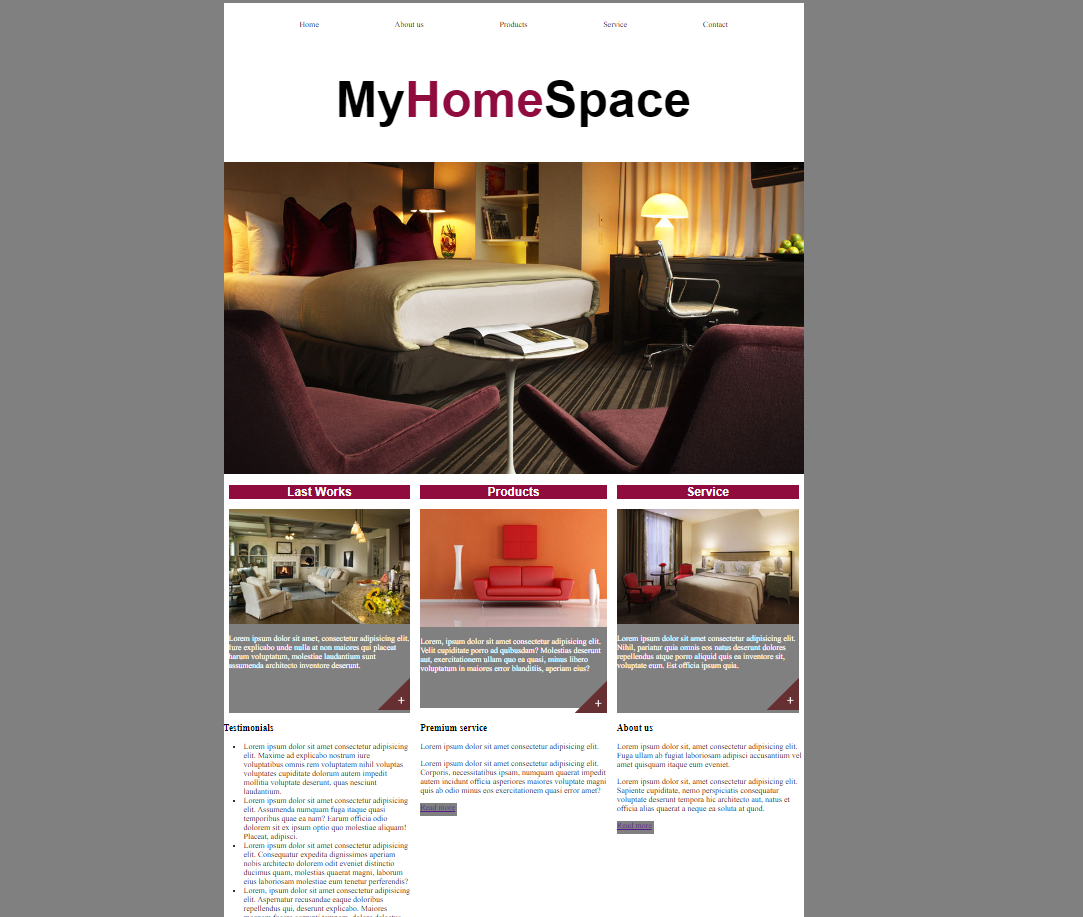 Home About us Products Service Contact
MyHomeSpace
Last Works Products Service
Lorem ipsum dolor sit amet, consectetur adipisicing elit.
Iure explicabo unde nulla at non maiores qui placeat
harum voluptatum, molestiae laudantium sunt
assumenda architecto inventore deserunt.
+
Lorem, ipsum dolor sit amet consectetur adipisicing elit.
Velit cupiditate porro ad quibusdam? Molestias deserunt
aut, exercitationem ullam quo ea quasi, minus libero
voluptatum in maiores error blanditiis, aperiam eius?
+
Lorem ipsum dolor sit amet consectetur adipisicing elit.
Nihil, pariatur quia omnis eos natus deserunt dolores
repellendus atque porro aliquid quis ea inventore sit,
voluptate eum. Est officia ipsum quia.
+
Testimonials
Lorem ipsum dolor sit amet consectetur adipisicing
elit. Maxime ad explicabo nostrum iure
voluptatibus omnis rem voluptatem nihil voluptas
voluptates cupiditate dolorum autem impedit
mollitia voluptate deserunt, quas nesciunt
laudantium.
Lorem ipsum dolor sit amet consectetur adipisicing
elit. Assumenda numquam fuga itaque quasi
temporibus quae ea nam? Earum officia odio
dolorem sit ex ipsum optio quo molestiae aliquam!
Placeat, adipisci.
Lorem ipsum dolor sit amet consectetur adipisicing
elit. Consequatur expedita dignissimos aperiam
nobis architecto dolorem odit eveniet distinctio
ducimus quam, molestias quaerat magni, laborum
eius laboriosam molestiae eum tenetur perferendis?
Lorem, ipsum dolor sit amet consectetur adipisicing
elit. Aspernatur recusandae eaque doloribus
repellendus qui, deserunt explicabo. Maiores
Premium service
Lorem ipsum dolor sit amet consectetur adipisicing elit.
Lorem ipsum dolor sit amet consectetur adipisicing elit.
Corporis, necessitatibus ipsam, numquam quaerat impedit
autem incidunt officia asperiores maiores voluptate magni
quis ab odio minus eos exercitationem quasi error amet?
Read more
About us
Lorem ipsum dolor sit, amet consectetur adipisicing elit.
Fuga ullam ab fugiat laboriosam adipisci accusantium vel
amet quisquam itaque cum eveniet.
Lorem ipsum dolor sit, amet consectetur adipisicing elit.
Sapiente cupiditate, nemo perspiciatis consequatur
voluptate deserunt tempora hic architecto aut, natus et
officia alias quaerat a neque ea soluta at quod.
Read more